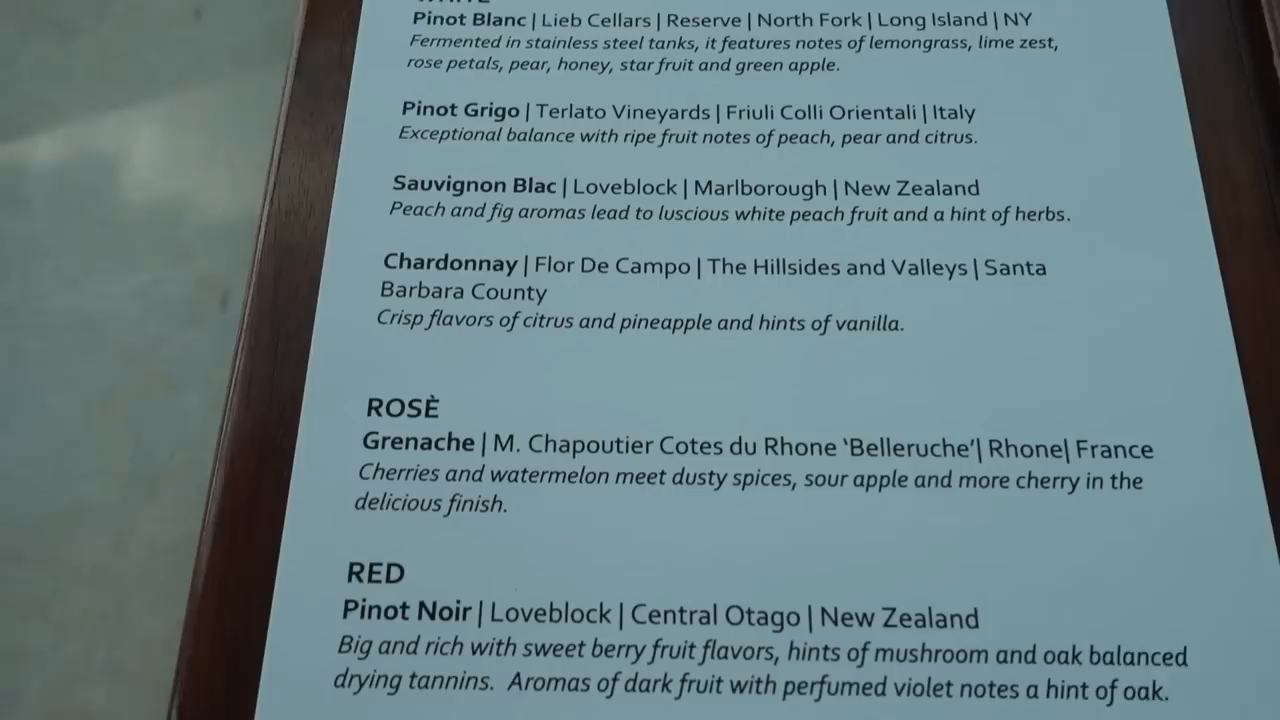 Pinot Blanc | Lieb Cellars | Reserve | North Fork | Long Island | NY
Fermented in stainless steel tanks, it features notes of lemongrass, lime zest,
rose petals, pear, honey, star fruit and green apple.
Pinot Grigo | Terlato Vineyards | Friuli Colli Orientali | Italy
Exceptional balance with ripe fruit notes of peach, pear and citrus.
Sauvignon Blac | Loveblock | Marlborough | New Zealand
Peach and fig aromas lead to luscious white peach fruit and a hint of herbs.
Chardonnay | Flor De Campo | The Hillsides and Valleys | Santa
Barbara County
Crisp flavors of citrus and pineapple and hints of vanilla.
ROSÈ
Grenache | M. Chapoutier Cotes du Rhone ‘Belleruche’| Rhone| France
Cherries and watermelon meet dusty spices, sour apple and more cherry in the
delicious finish.
RED
Pinot Noir | Loveblock | Central Otago | New Zealand
Big and rich with sweet berry fruit flavors, hints of mushroom and oak balanced
drying tannins.  Aromas of dark fruit with perfumed violet notes a hint of oak.